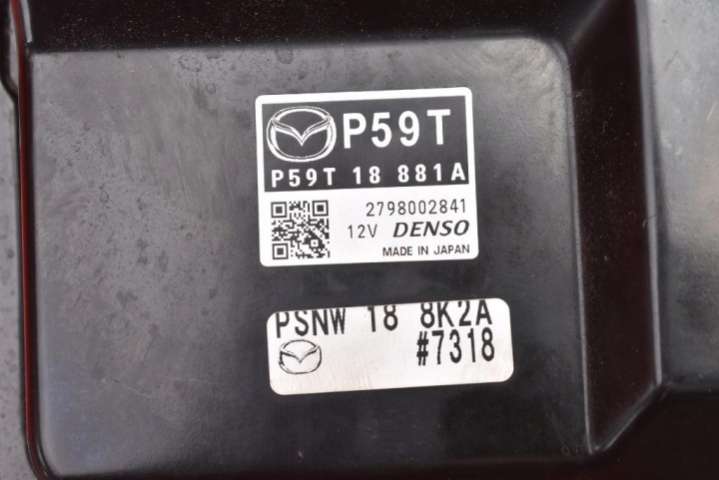 P59T
P59T 18 881A
2798002841
12V DENSO
MADE IN JAPAN
PSNW 18 8K2A
#7318